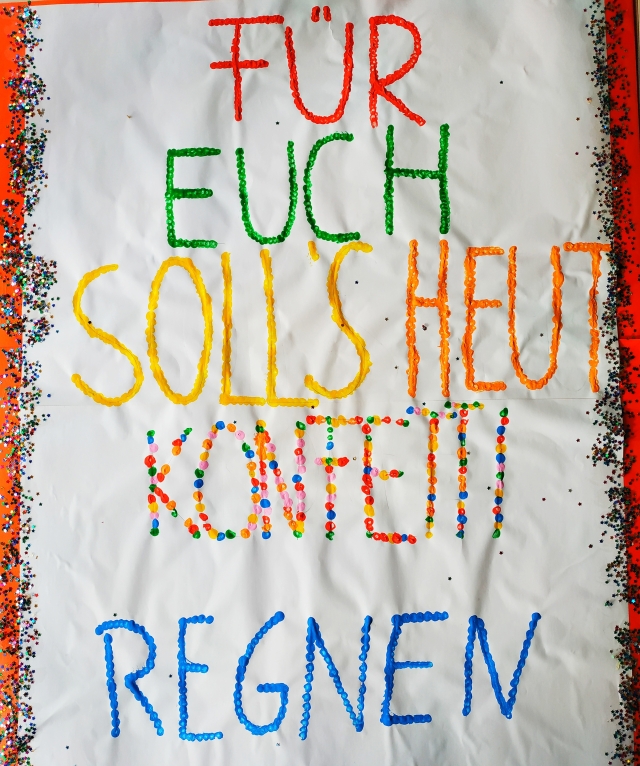 FÜR
EUCH
SOLL'S HEUT
KONFETTI
REGNEN